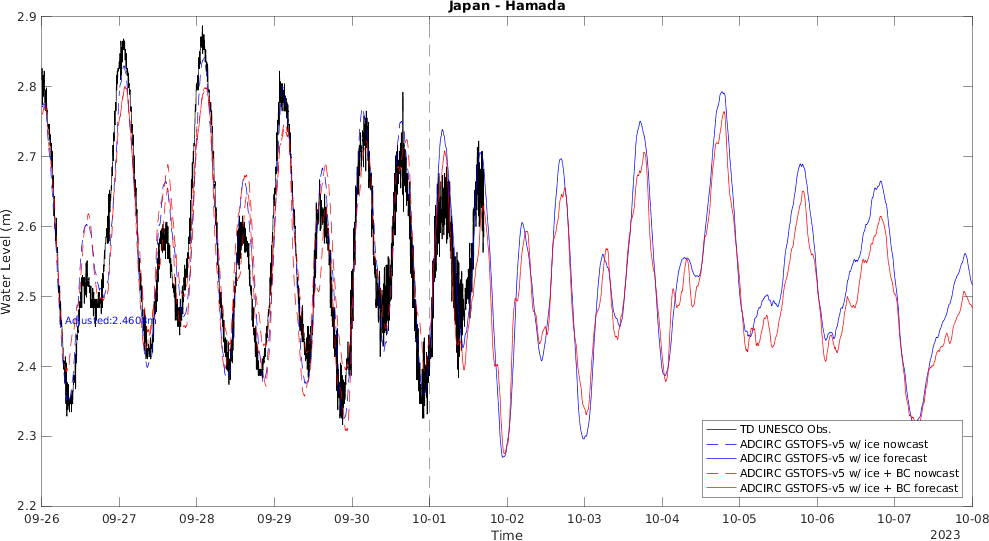 Japan - Hamada
Water Level (m)
2.9
2.8
2.7
2.6
2.5
2.4
2.3
2.2
TD UNESCO Obs.
ADCIRC GSTOFS-v5 w/ ice nowcast
ADCIRC GSTOFS-v5 w/ ice forecast
ADCIRC GSTOFS-v5 w/ ice + BC nowcast
ADCIRC GSTOFS-v5 w/ ice + BC forecast
09-26 09-27 09-28 09-29 09-30 10-01 10-02 10-03 10-04 10-05 10-06 10-07 10-08
Time
2023